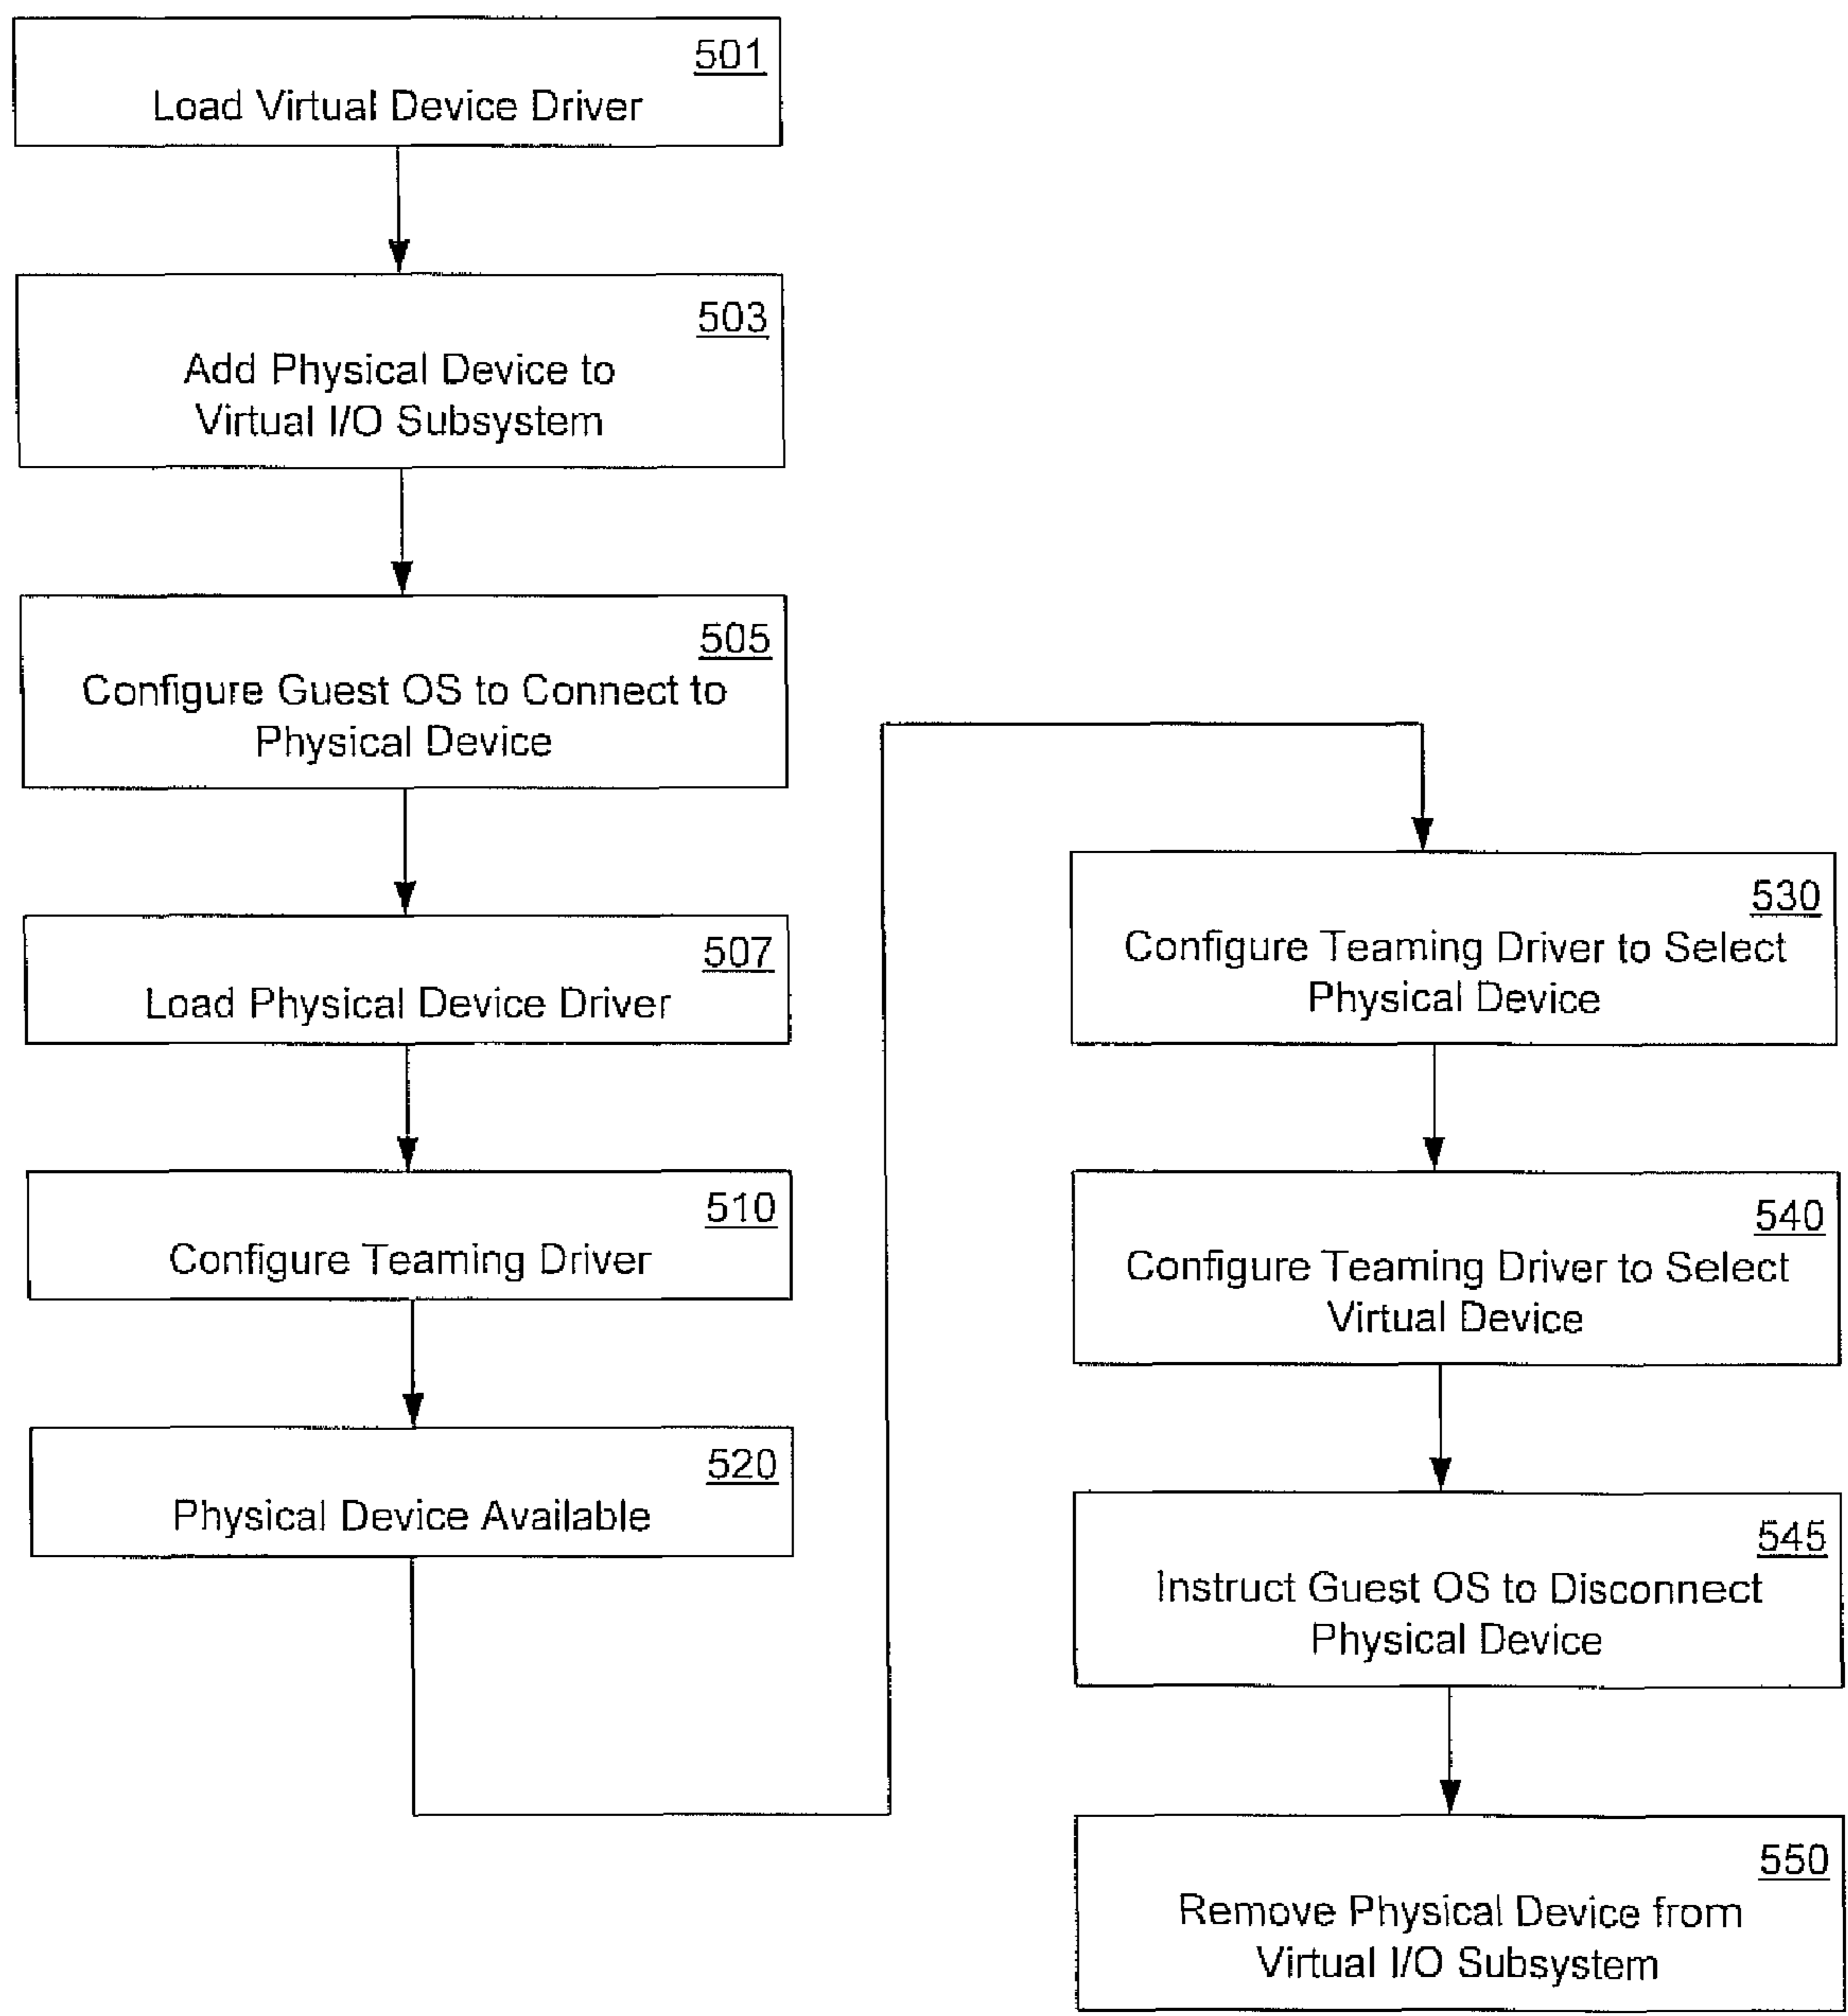 501
Load Virtual Device Driver
503
Add Physical Device to
Virtual I/O Subsystem
505
Configure Guest OS to Connect to
Physical Device
507
Load Physical Device Driver
510
Configure Teaming Driver
520
Physical Device Available
530
Configure Teaming Driver to Select
Physical Device
540
Configure Teaming Driver to Select
Virtual Device
545
Instruct Guest OS to Disconnect
Physical Device
550
Remove Physical Device from
Virtual I/O Subsystem